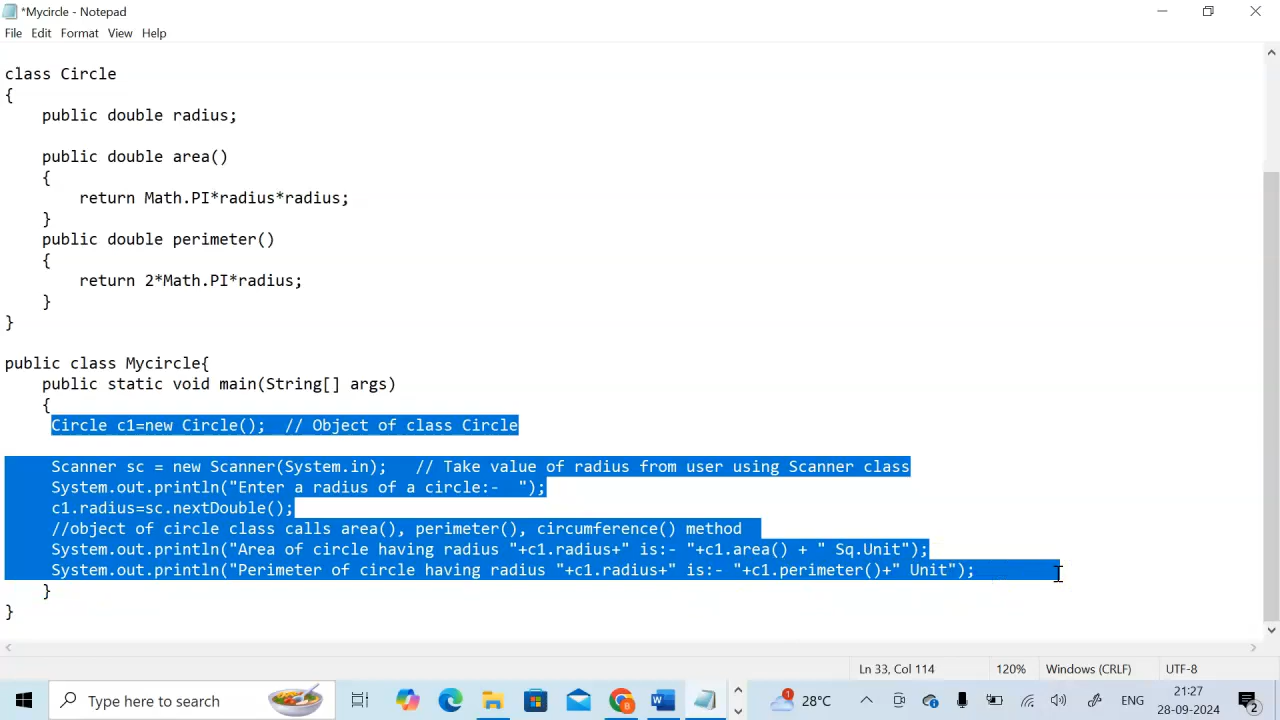 *Mycircle - Notepad
File Edit Format View Help
class Circle
{
public double radius;
public double area()
{
return Math.PI*radius*radius;
}
public double perimeter()
{
return 2*Math.PI*radius;
}
}
public class Mycircle{
public static void main(String[] args)
{
Circle c1=new Circle();  // Object of class Circle
Scanner sc = new Scanner(System.in);   // Take value of radius from user using Scanner class
System.out.println("Enter a radius of a circle:-  ");
c1.radius=sc.nextDouble();
//object of circle class calls area(), perimeter(), circumference() method
System.out.println("Area of circle having radius "+c1.radius+" is:- "+c1.area() + " Sq.Unit");
System.out.println("Perimeter of circle having radius "+c1.radius+" is:- "+c1.perimeter()+" Unit");
}
}
Ln 33, Col 114 120% Windows (CRLF) UTF-8
Type here to search 1 28°C ENG 21:27
28-09-2024 2